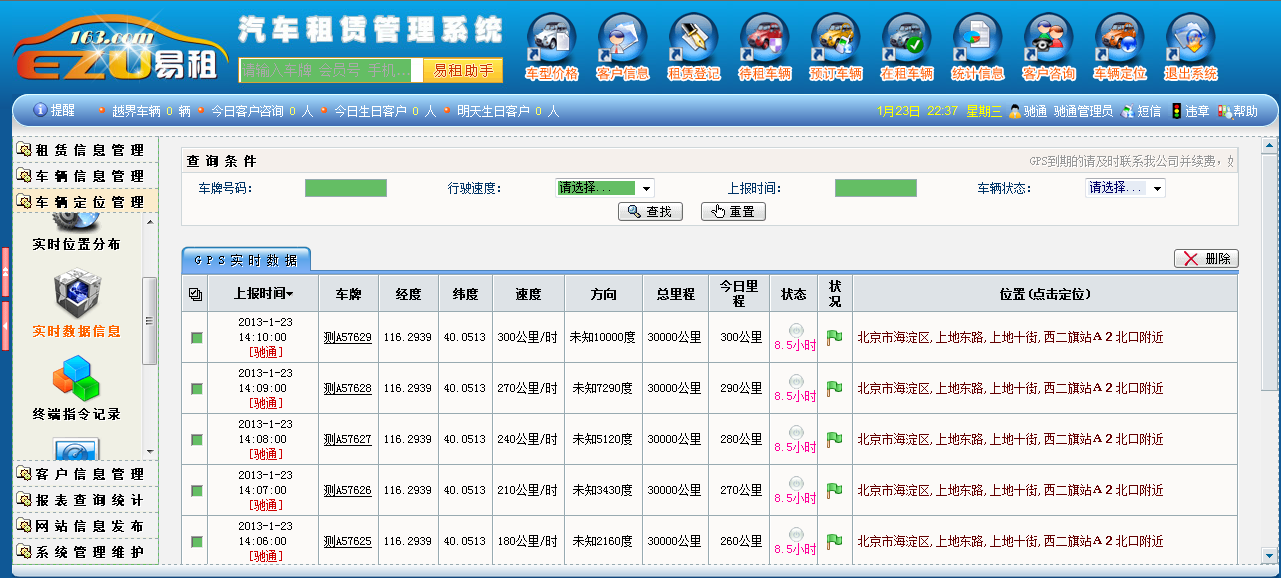 163.com
EZU易租
汽车租赁管理系统
请输入车牌 会员号 手机...
易租助手
车型价格 客户信息 租赁登记 待租车辆 预订车辆 在租车辆 统计信息 客户咨询 车辆定位 退出系统
提醒 越界车辆 0 辆 今日客户咨询 0 人 今日生日客户 0 人 明天生日客户 0 人 1月23日 22:37 星期三 驰通 驰通管理员 短信 违章 帮助
租赁信息管理
车辆信息管理
车辆定位管理
实时位置分布
实时数据信息
终端指令记录
客户信息管理
报表查询统计
网站信息发布
系统管理维护
查询条件 GPS到期的请及时联系我公司并续费,
车牌号码: 行驶速度: 请选择... 上报时间: 车辆状态: 请选择...
查找 重置
GPS实时数据 删除
上报时间▾ 车牌 经度 纬度 速度 方向 总里程 今日里程 状态 状况 位置(点击定位)
2013-1-23
14:10:00 测A57629 116.2939 40.0513 300公里/时 未知10000度 30000公里 300公里 8.5小时 北京市海淀区,上地东路,上地十街,西二旗站A2北口附近
[驰通]
2013-1-23
14:09:00 测A57628 116.2939 40.0513 270公里/时 未知7290度 30000公里 290公里 8.5小时 北京市海淀区,上地东路,上地十街,西二旗站A2北口附近
[驰通]
2013-1-23
14:08:00 测A57627 116.2939 40.0513 240公里/时 未知5120度 30000公里 280公里 8.5小时 北京市海淀区,上地东路,上地十街,西二旗站A2北口附近
[驰通]
2013-1-23
14:07:00 测A57626 116.2939 40.0513 210公里/时 未知3430度 30000公里 270公里 8.5小时 北京市海淀区,上地东路,上地十街,西二旗站A2北口附近
[驰通]
2013-1-23
14:06:00 测A57625 116.2939 40.0513 180公里/时 未知2160度 30000公里 260公里 8.5小时 北京市海淀区,上地东路,上地十街,西二旗站A2北口附近
[驰通]